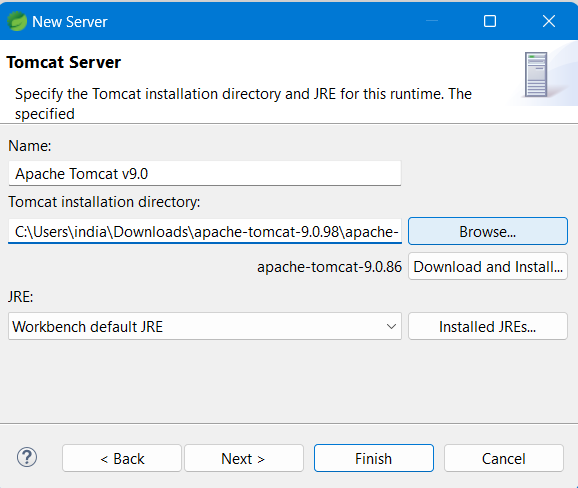 New Server
Tomcat Server
Specify the Tomcat installation directory and JRE for this runtime. The
specified
Name:
Apache Tomcat v9.0
Tomcat installation directory:
C:\Users\india\Downloads\apache-tomcat-9.0.98\apache-
Browse...
apache-tomcat-9.0.86
Download and Install...
JRE:
Workbench default JRE
Installed JREs...
?
< Back
Next >
Finish
Cancel